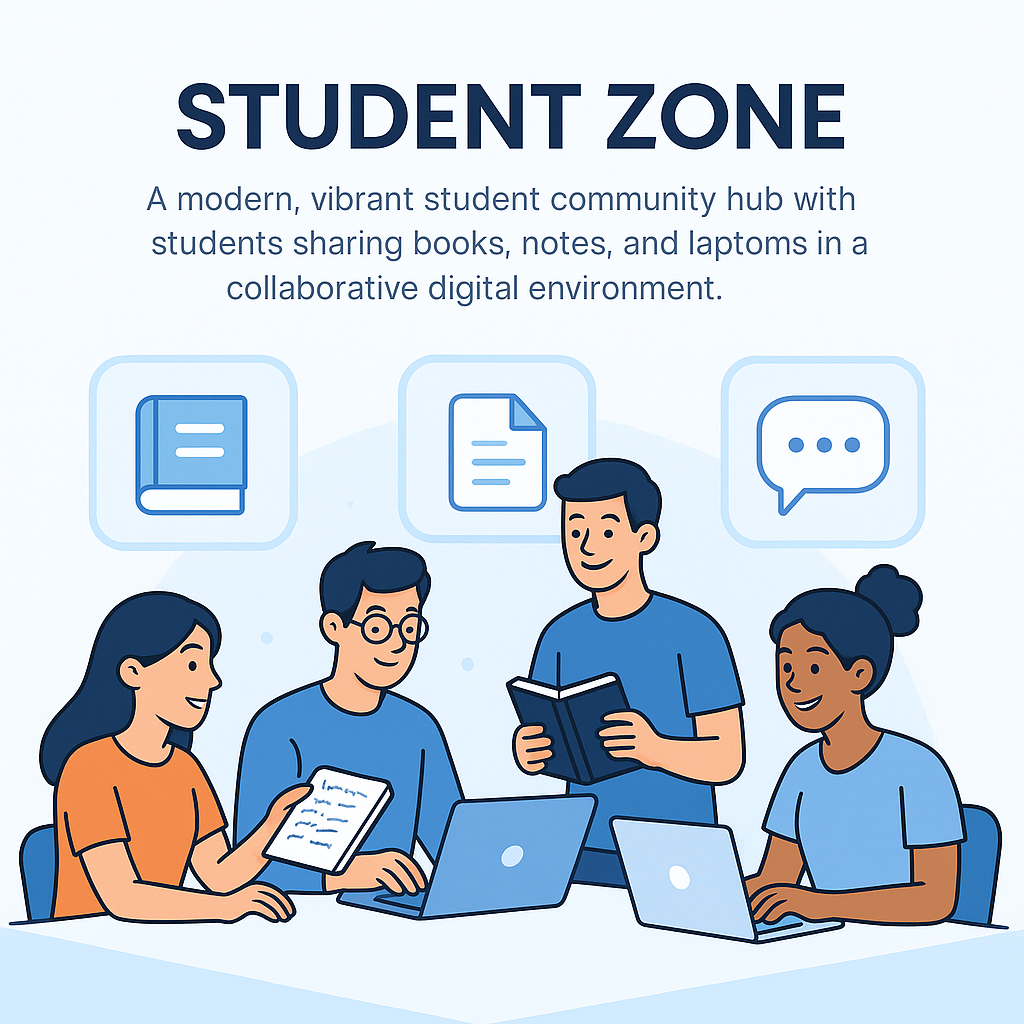 STUDENT ZONE
A modern, vibrant student community hub with
students sharing books, notes, and laptoms in a
collaborative digital environment.